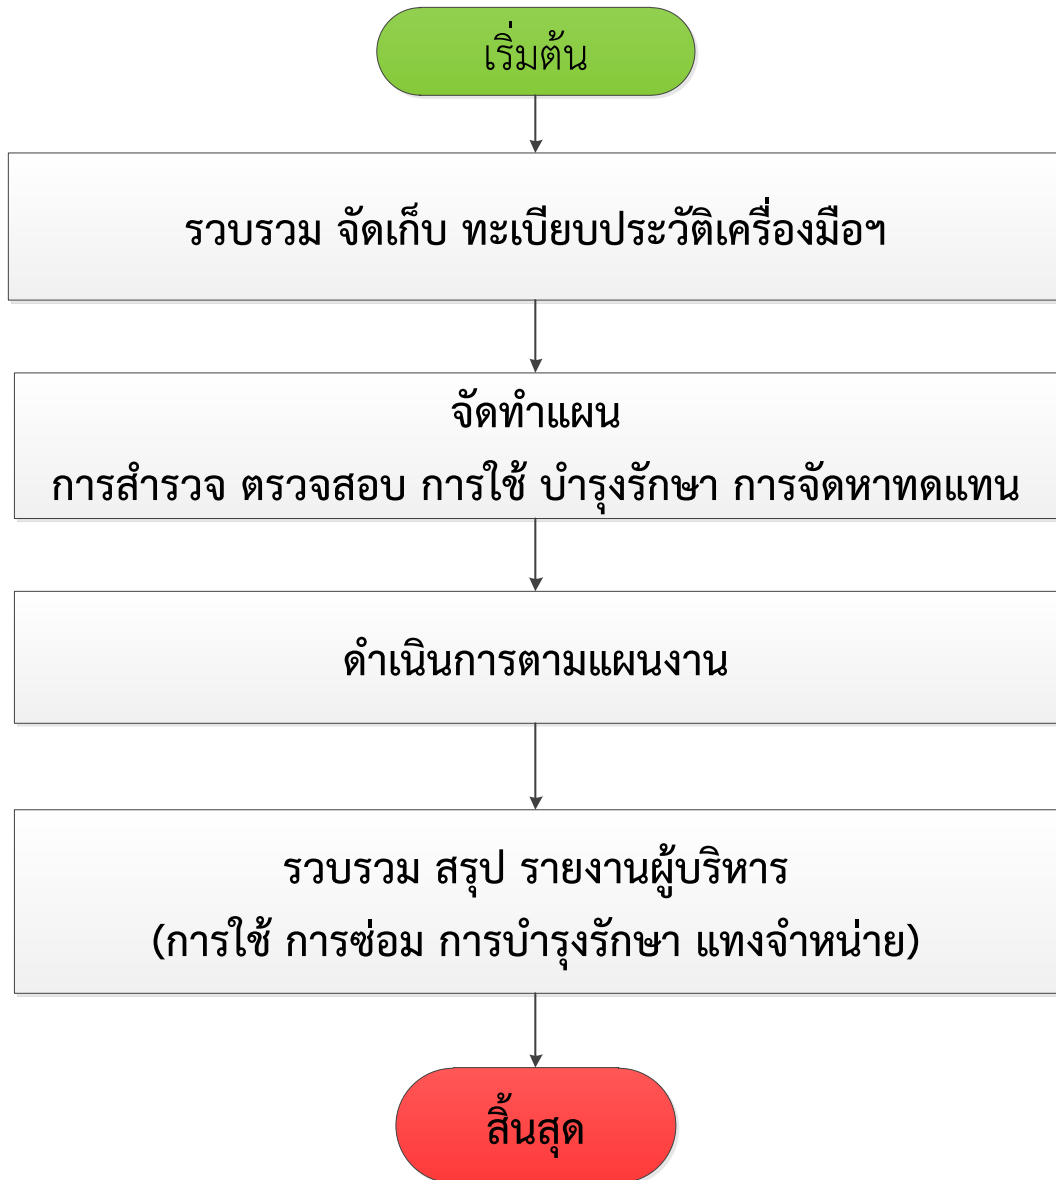 เริ่มต้น
รวบรวม จัดเก็บ ทะเบียบประวัติเครื่องมือฯ
จัดทำแผน
การสำรวจ ตรวจสอบ การใช้ บำรุงรักษา การจัดหาทดแทน
ดำเนินการตามแผนงาน
รวบรวม สรุป รายงานผู้บริหาร
(การใช้ การซ่อม การบำรุงรักษา แทงจำหน่าย)
สิ้นสุด